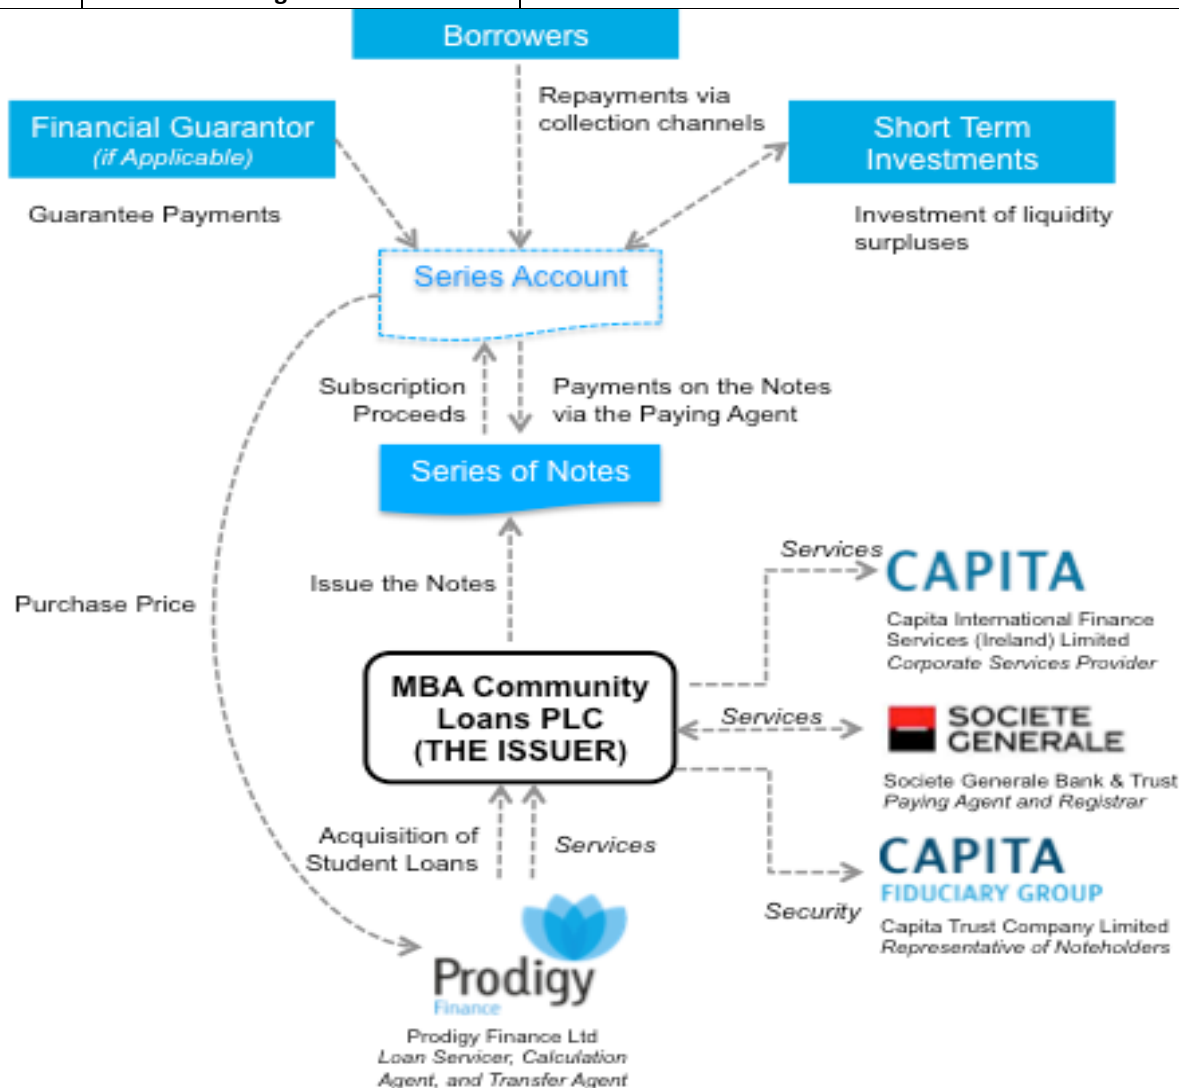 Borrowers
Repayments via
collection channels
Financial Guarantor
(if Applicable)
Short Term
Investments
Guarantee Payments
Investment of liquidity
surpluses
Series Account
Subscription
Proceeds
Payments on the Notes
via the Paying Agent
Series of Notes
Issue the Notes
Purchase Price
Services
CAPITA
Capita International Finance
Services (Ireland) Limited
Corporate Services Provider
MBA Community
Loans PLC
(THE ISSUER)
Services
SOCIETE
GENERALE
Societe Generale Bank & Trust
Paying Agent and Registrar
Acquisition of
Student Loans
Services
CAPITA
FIDUCIARY GROUP
Security
Capita Trust Company Limited
Representative of Noteholders
Prodigy
Finance
Prodigy Finance Ltd
Loan Servicer, Calculation
Agent, and Transfer Agent